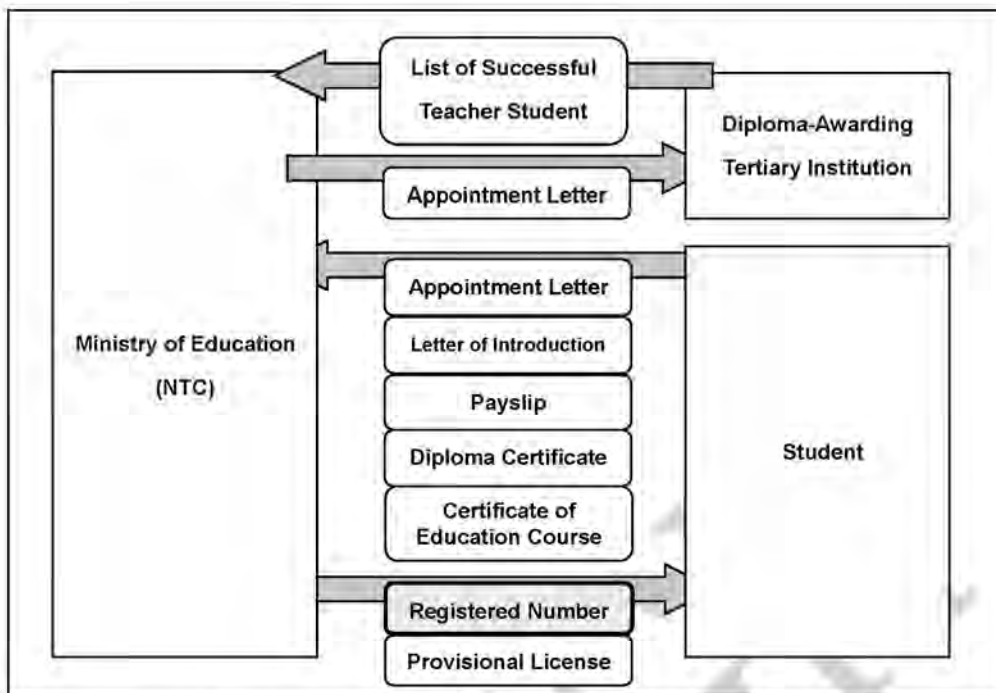 List of Successful
Teacher Student
Diploma-Awarding
Tertiary Institution
Appointment Letter
Appointment Letter
Letter of Introduction
Ministry of Education
(NTC)
Payslip
Diploma Certificate
Student
Certificate of
Education Course
Registered Number
Provisional License